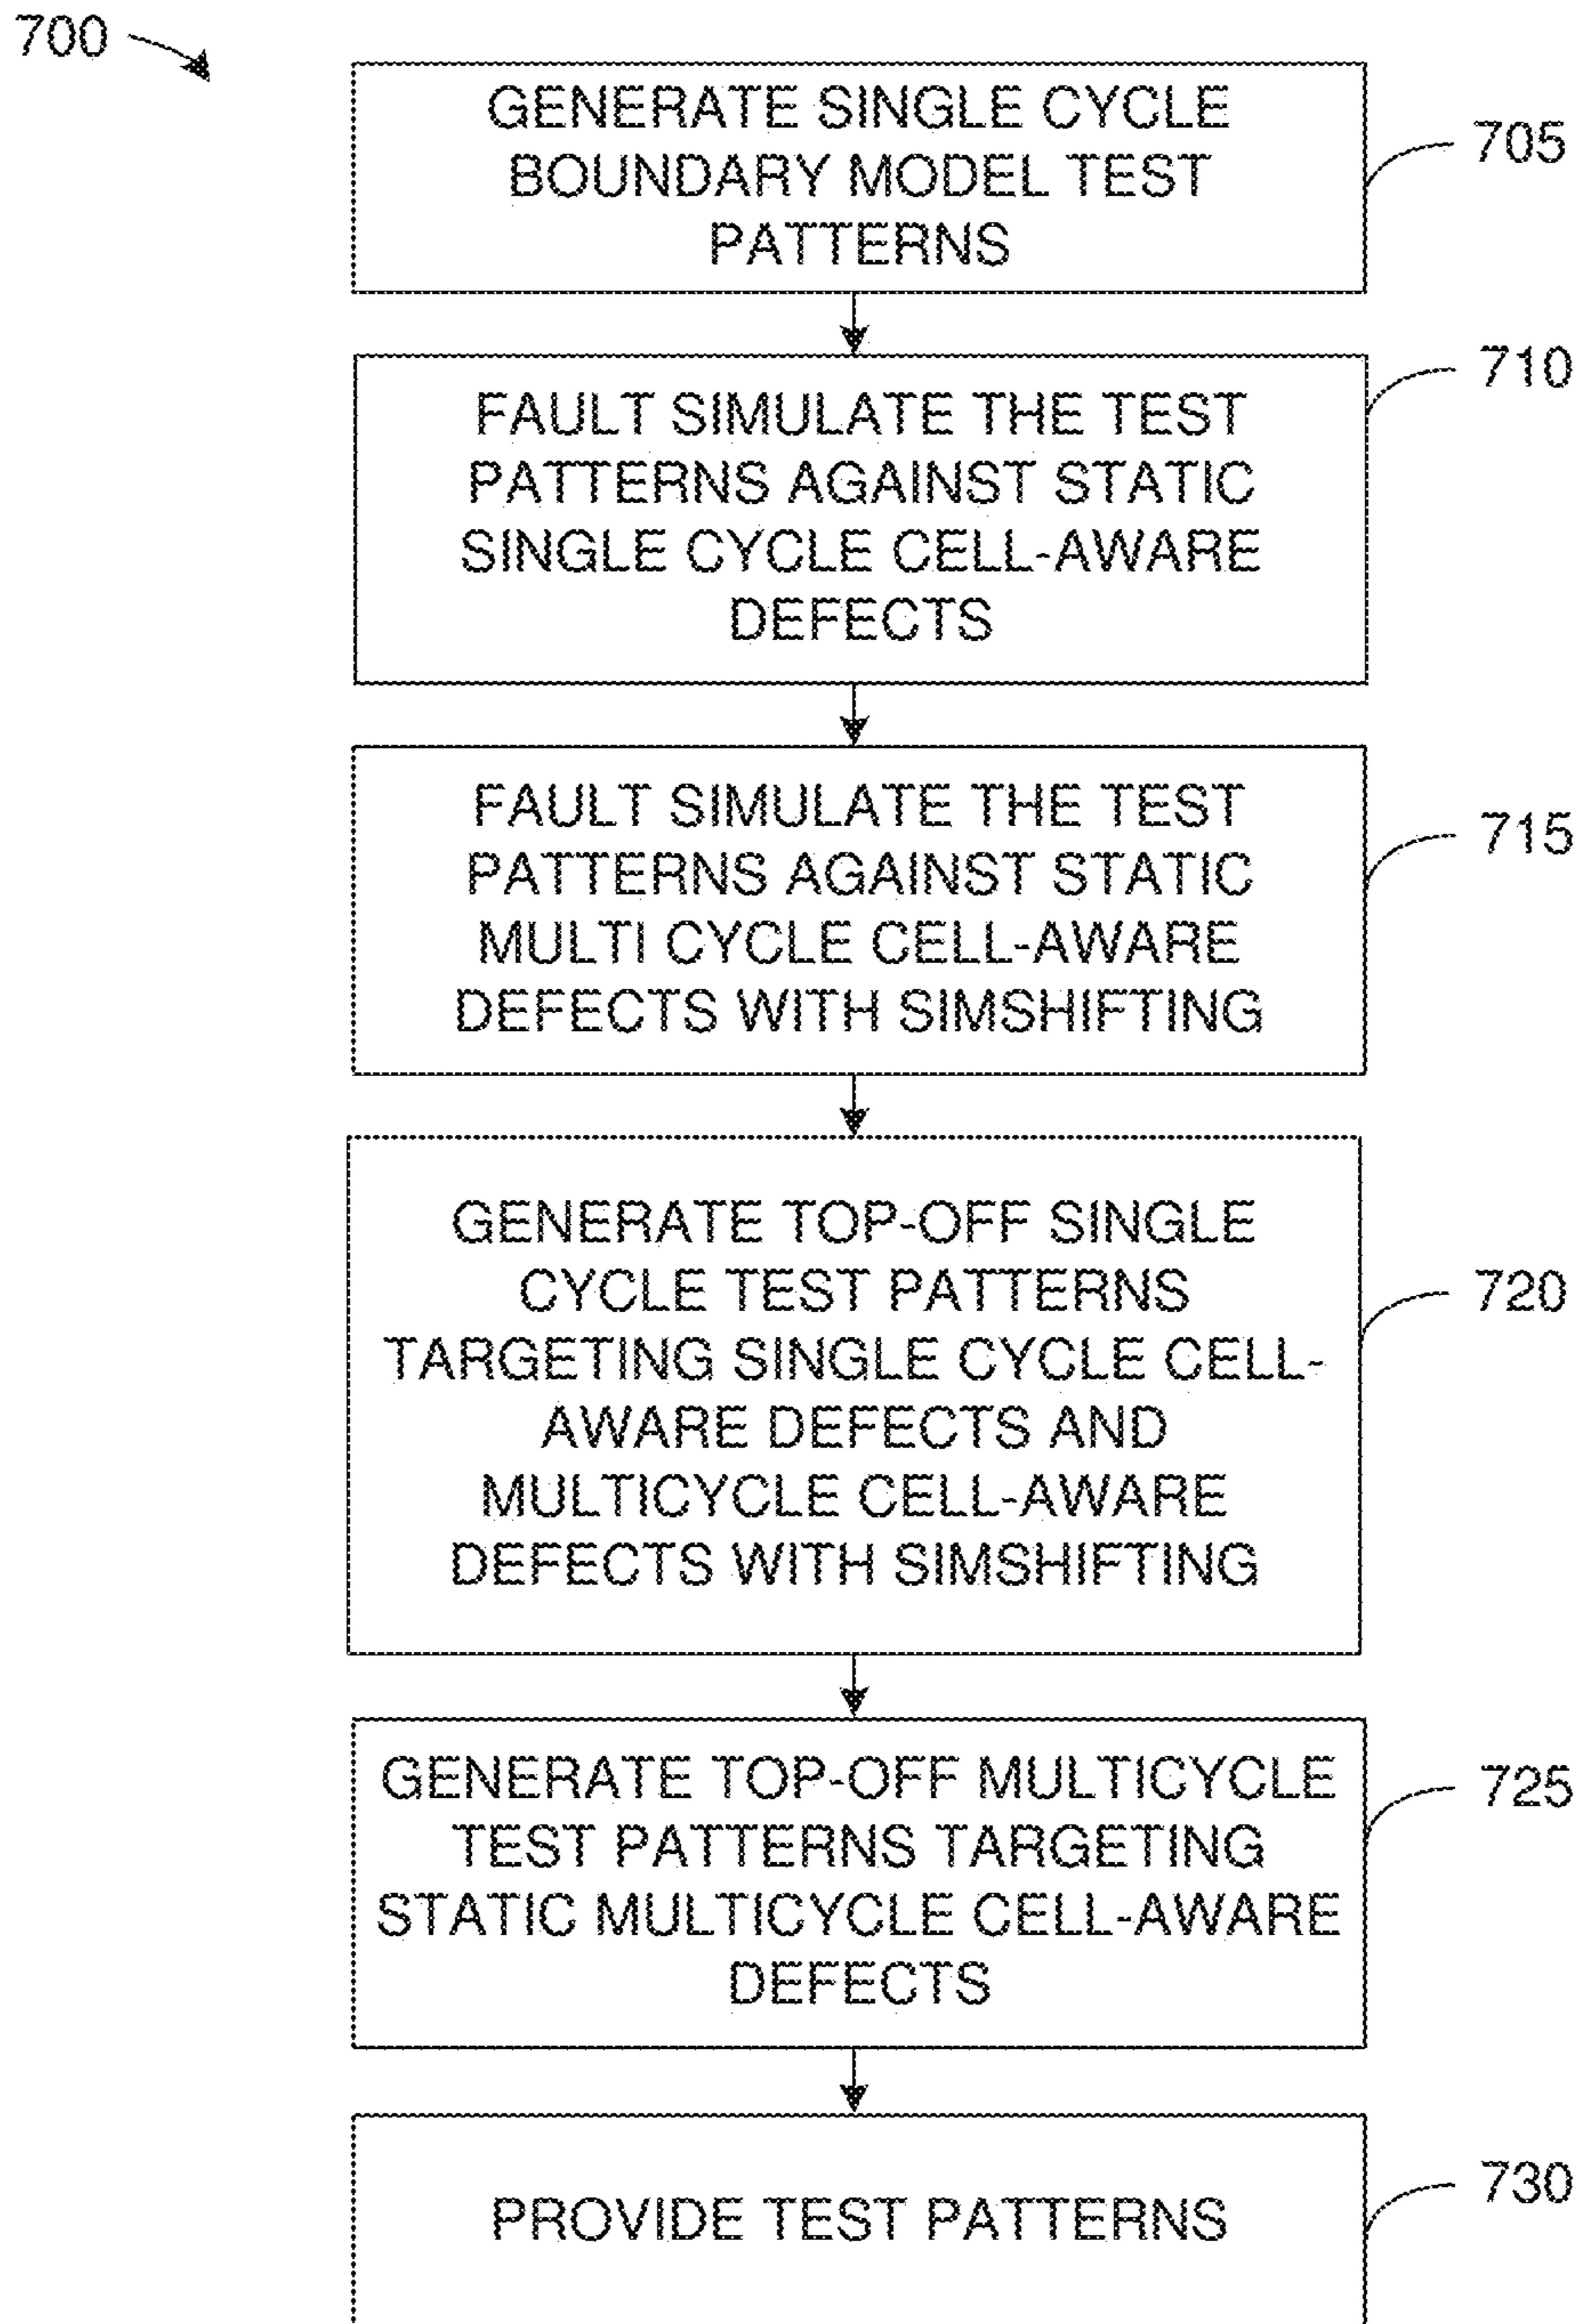 700
GENERATE SINGLE CYCLE
BOUNDARY MODEL TEST
PATTERNS
705
FAULT SIMULATE THE TEST
PATTERNS AGAINST STATIC
SINGLE CYCLE CELL-AWARE
DEFECTS
710
FAULT SIMULATE THE TEST
PATTERNS AGAINST STATIC
MULTI CYCLE CELL-AWARE
DEFECTS WITH SIMSHIFTING
715
GENERATE TOP-OFF SINGLE
CYCLE TEST PATTERNS
TARGETING SINGLE CYCLE CELL-
AWARE DEFECTS AND
MULTICYCLE CELL-AWARE
DEFECTS WITH SIMSHIFTING
720
GENERATE TOP-OFF MULTICYCLE
TEST PATTERNS TARGETING
STATIC MULTICYCLE CELL-AWARE
DEFECTS
725
PROVIDE TEST PATTERNS
730